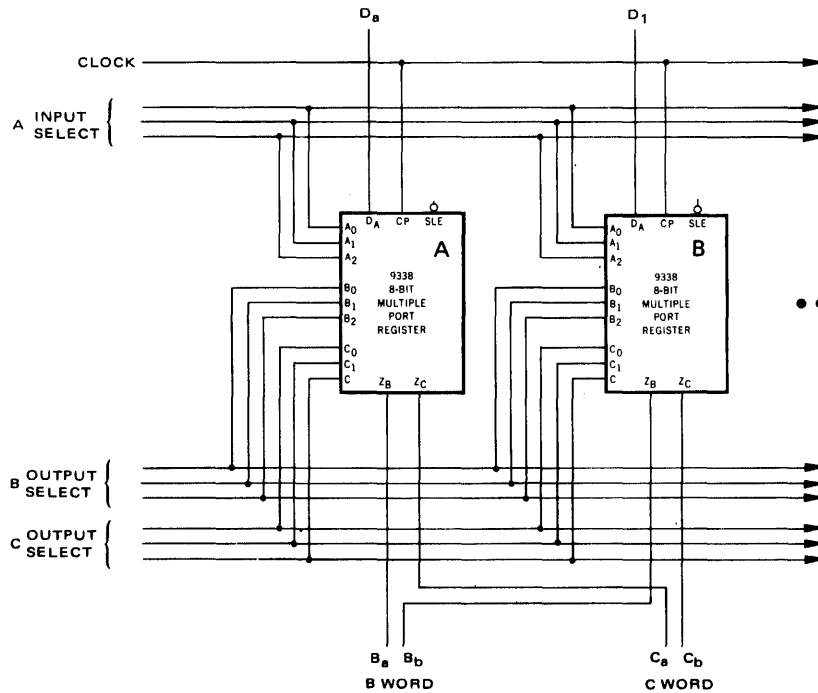 Da D1
CLOCK
A INPUT SELECT
DA CP SLE
A0
A1
A2
A
9338
8-BIT
MULTIPLE
PORT
REGISTER
B0
B1
B2
C0
C1
C
ZB ZC
DA CP SLE
A0
A1
A2
B
9338
8-BIT
MULTIPLE
PORT
REGISTER
B0
B1
B2
C0
C1
C
ZB ZC
B OUTPUT SELECT
C OUTPUT SELECT
Ba Bb
B WORD
Ca Cb
C WORD